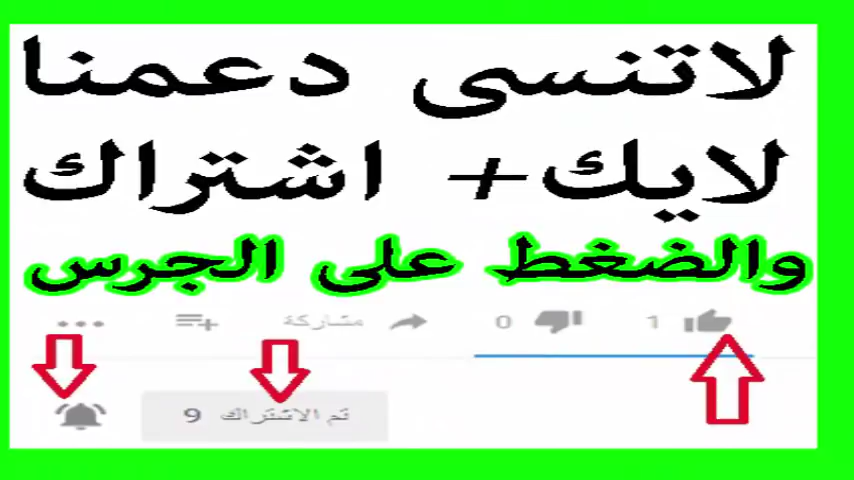 لاتنسى دعمنا
لايك+ اشتراك
والضغط على الجرس
1 0 مشاركة
تم الاشتراك 9